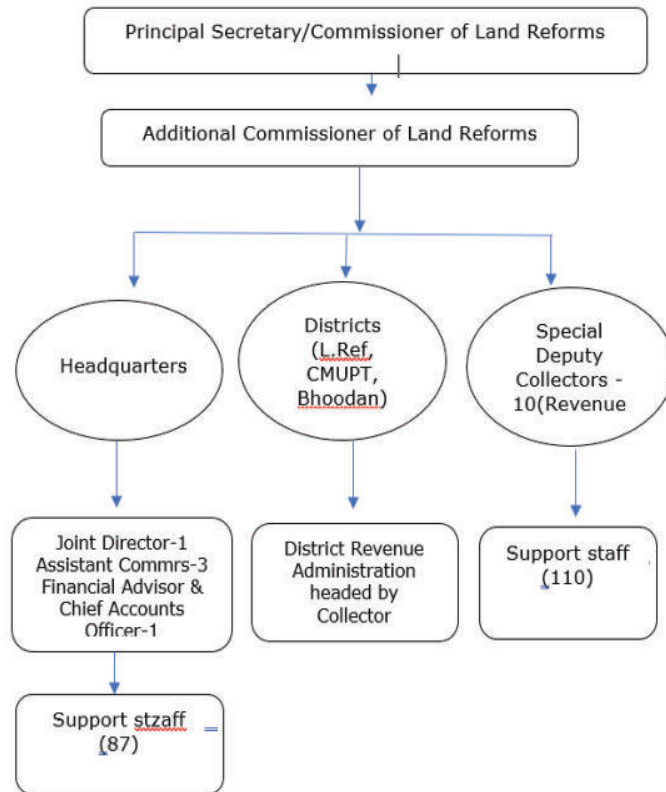 Principal Secretary/Commissioner of Land Reforms
Additional Commissioner of Land Reforms
Headquarters
Districts
(L.Ref,
CMUPT,
Bhoodan)
Special
Deputy
Collectors -
10(Revenue
Joint Director-1
Assistant Commrs-3
Financial Advisor &
Chief Accounts
Officer-1
District Revenue
Administration
headed by
Collector
Support staff
(110)
Support stzaff
(87)